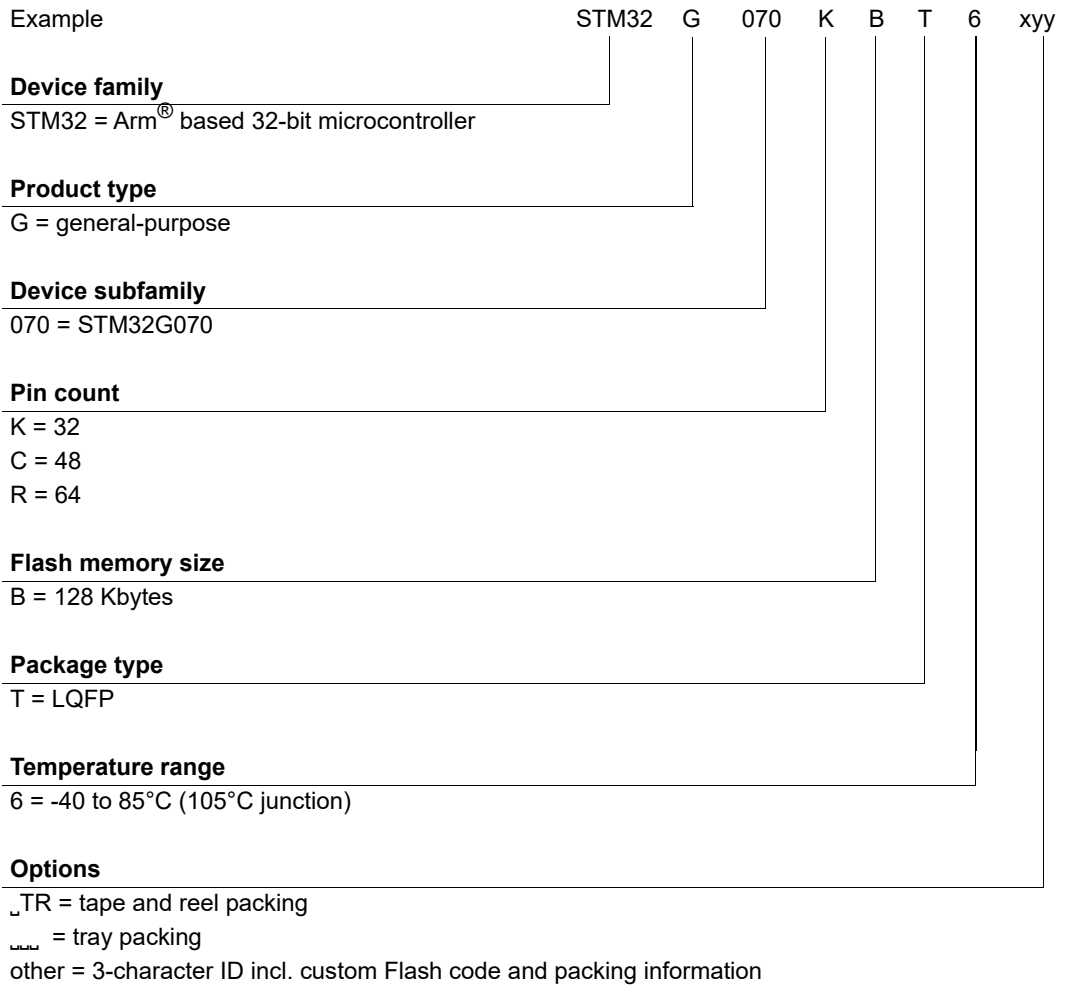 Example STM32 G 070 K B T 6 xyy
Device family
STM32 = Arm® based 32-bit microcontroller
Product type
G = general-purpose
Device subfamily
070 = STM32G070
Pin count
K = 32
C = 48
R = 64
Flash memory size
B = 128 Kbytes
Package type
T = LQFP
Temperature range
6 = -40 to 85°C (105°C junction)
Options
␣TR = tape and reel packing
␣␣␣ = tray packing
other = 3-character ID incl. custom Flash code and packing information